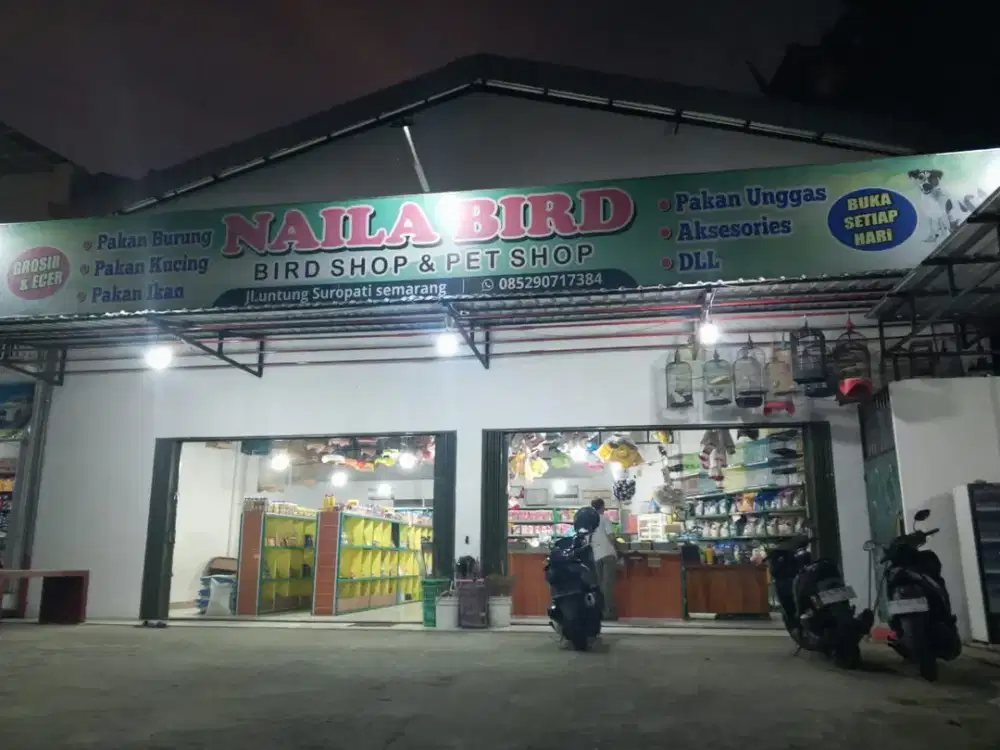 GROSIR
& ECER
Pakan Burung
Pakan Kucing
Pakan Ikan
NAILA BIRD
BIRD SHOP & PET SHOP
Jl.untung Suropati semarang | 085290717384
Pakan Unggas
Aksesories
DLL
BUKA
SETIAP
HARI